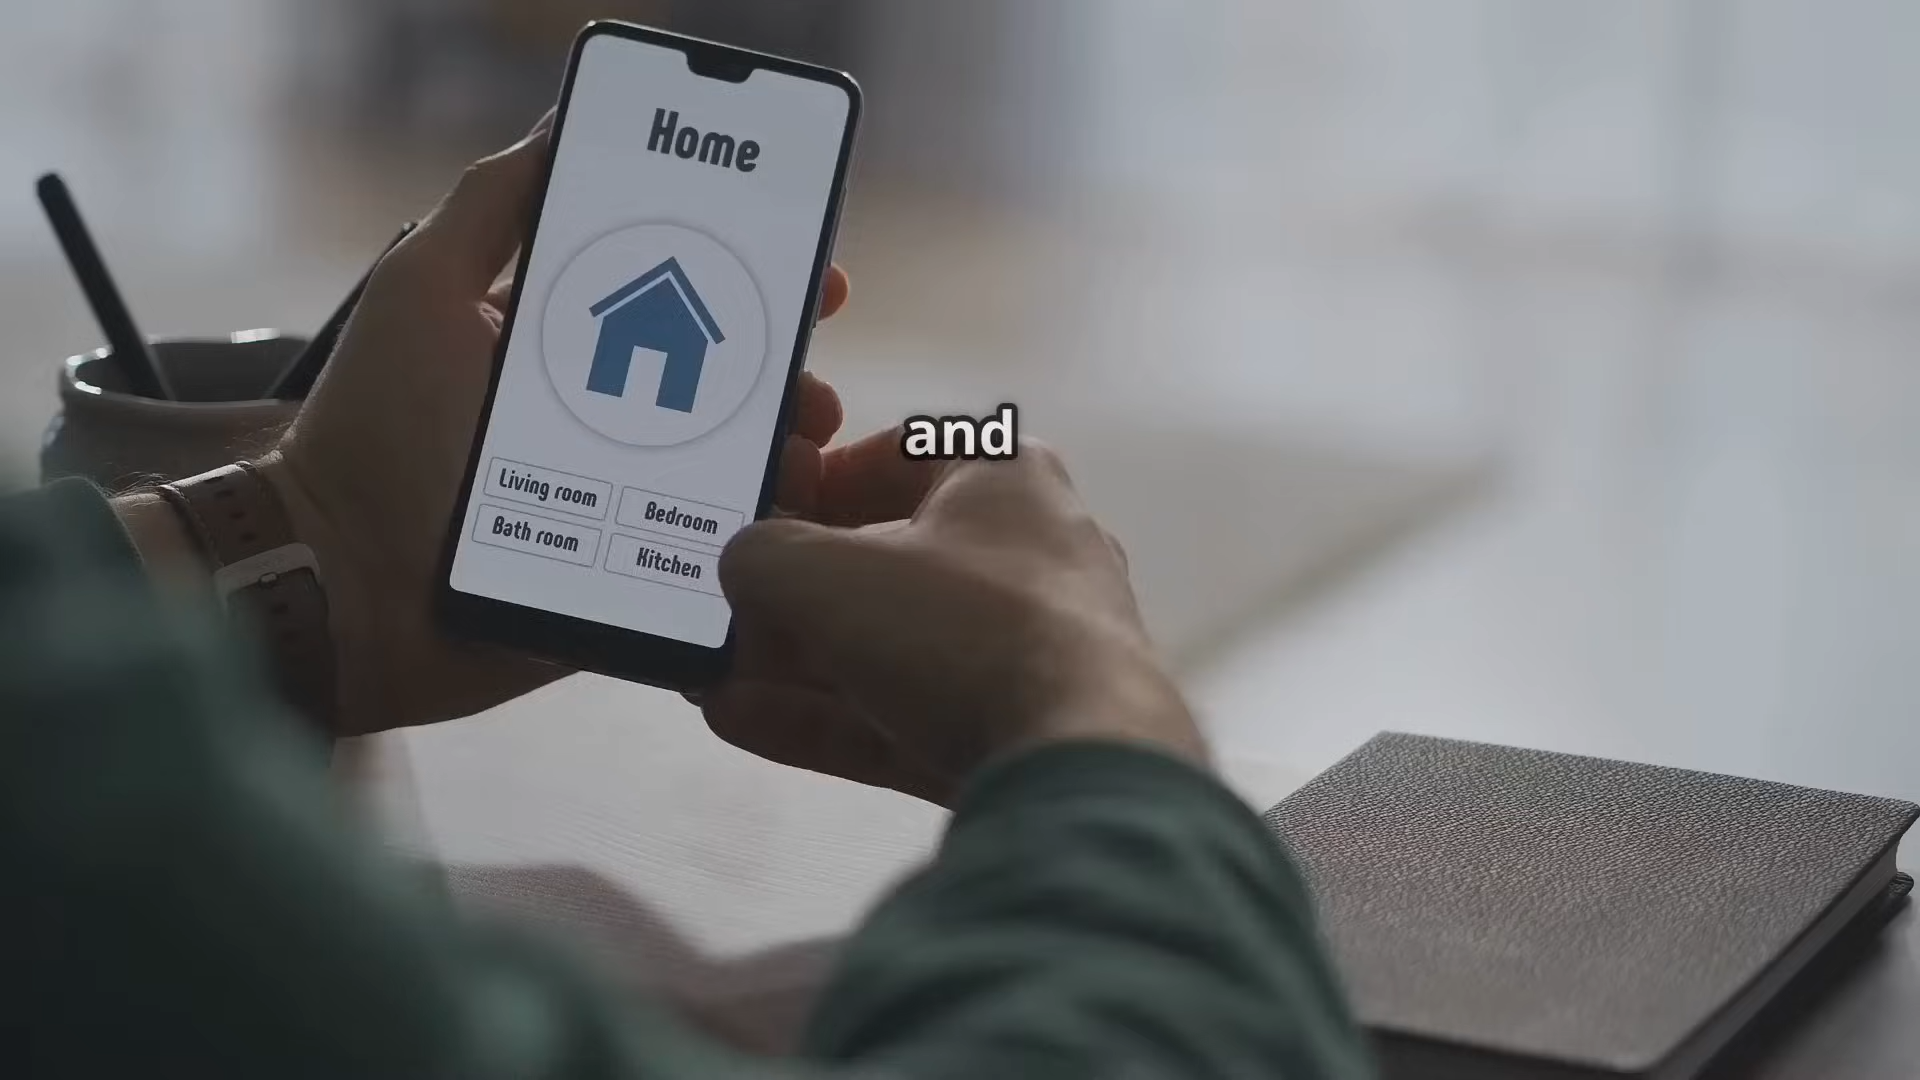 Home
and
Living room
Bedroom
Bath room
Kitchen